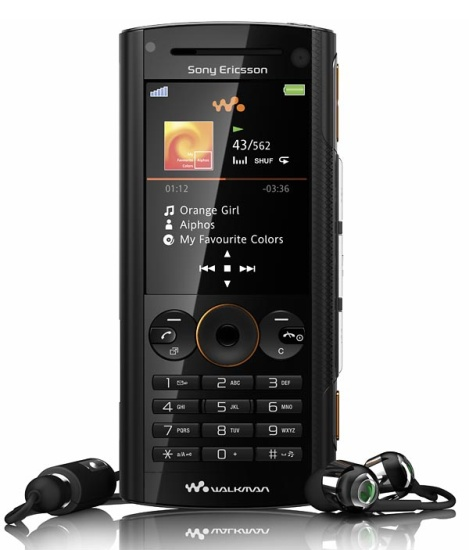 Sony Ericsson
43/562
SHUF
01:12 -03:36
Orange Girl
Aiphos
My Favourite Colors
C
1 2 ABC 3 DEF
4 GHI 5 JKL 6 MNO
7 PQRS 8 TUV 9 WXYZ
* a/A 0 + #
WALKMAN